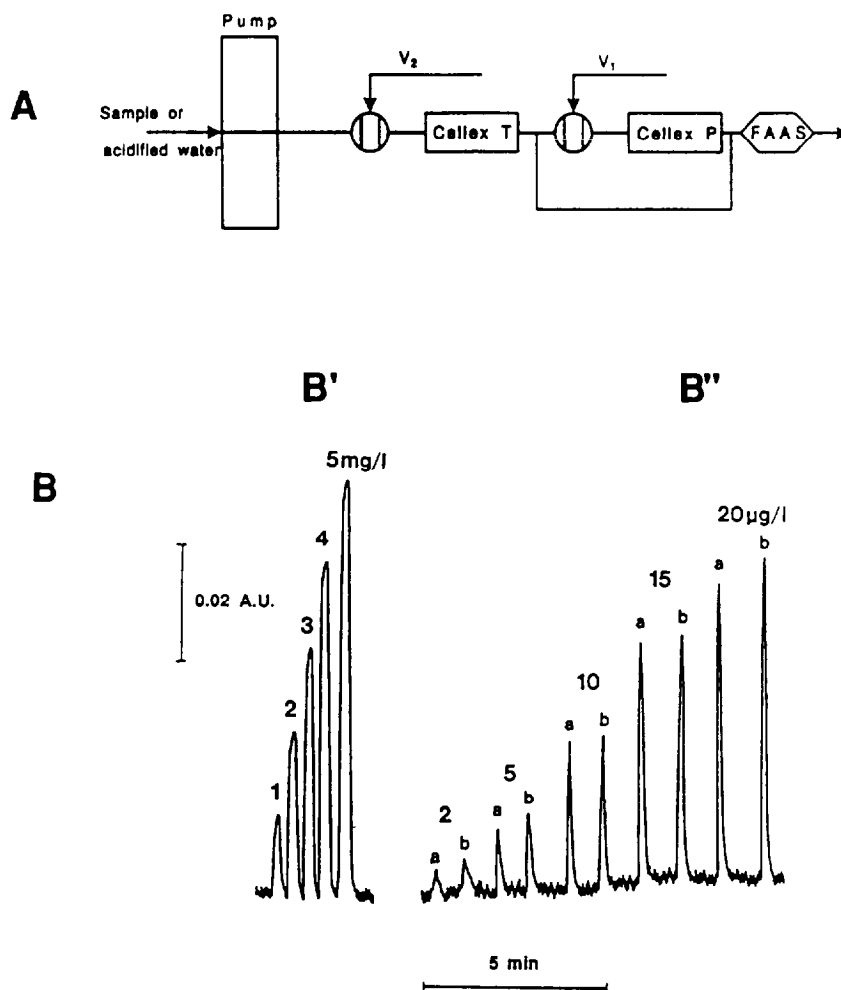 Pump
A
V₂
V₁
Sample or
acidified water
Cellex T
Cellex P
FAAS
B'
B"
B
5mg/l
4
3
2
1
0.02 A.U.
20µg/l
b
a
15
b
a
10
b
a
5
b
a
2
b
a
5 min